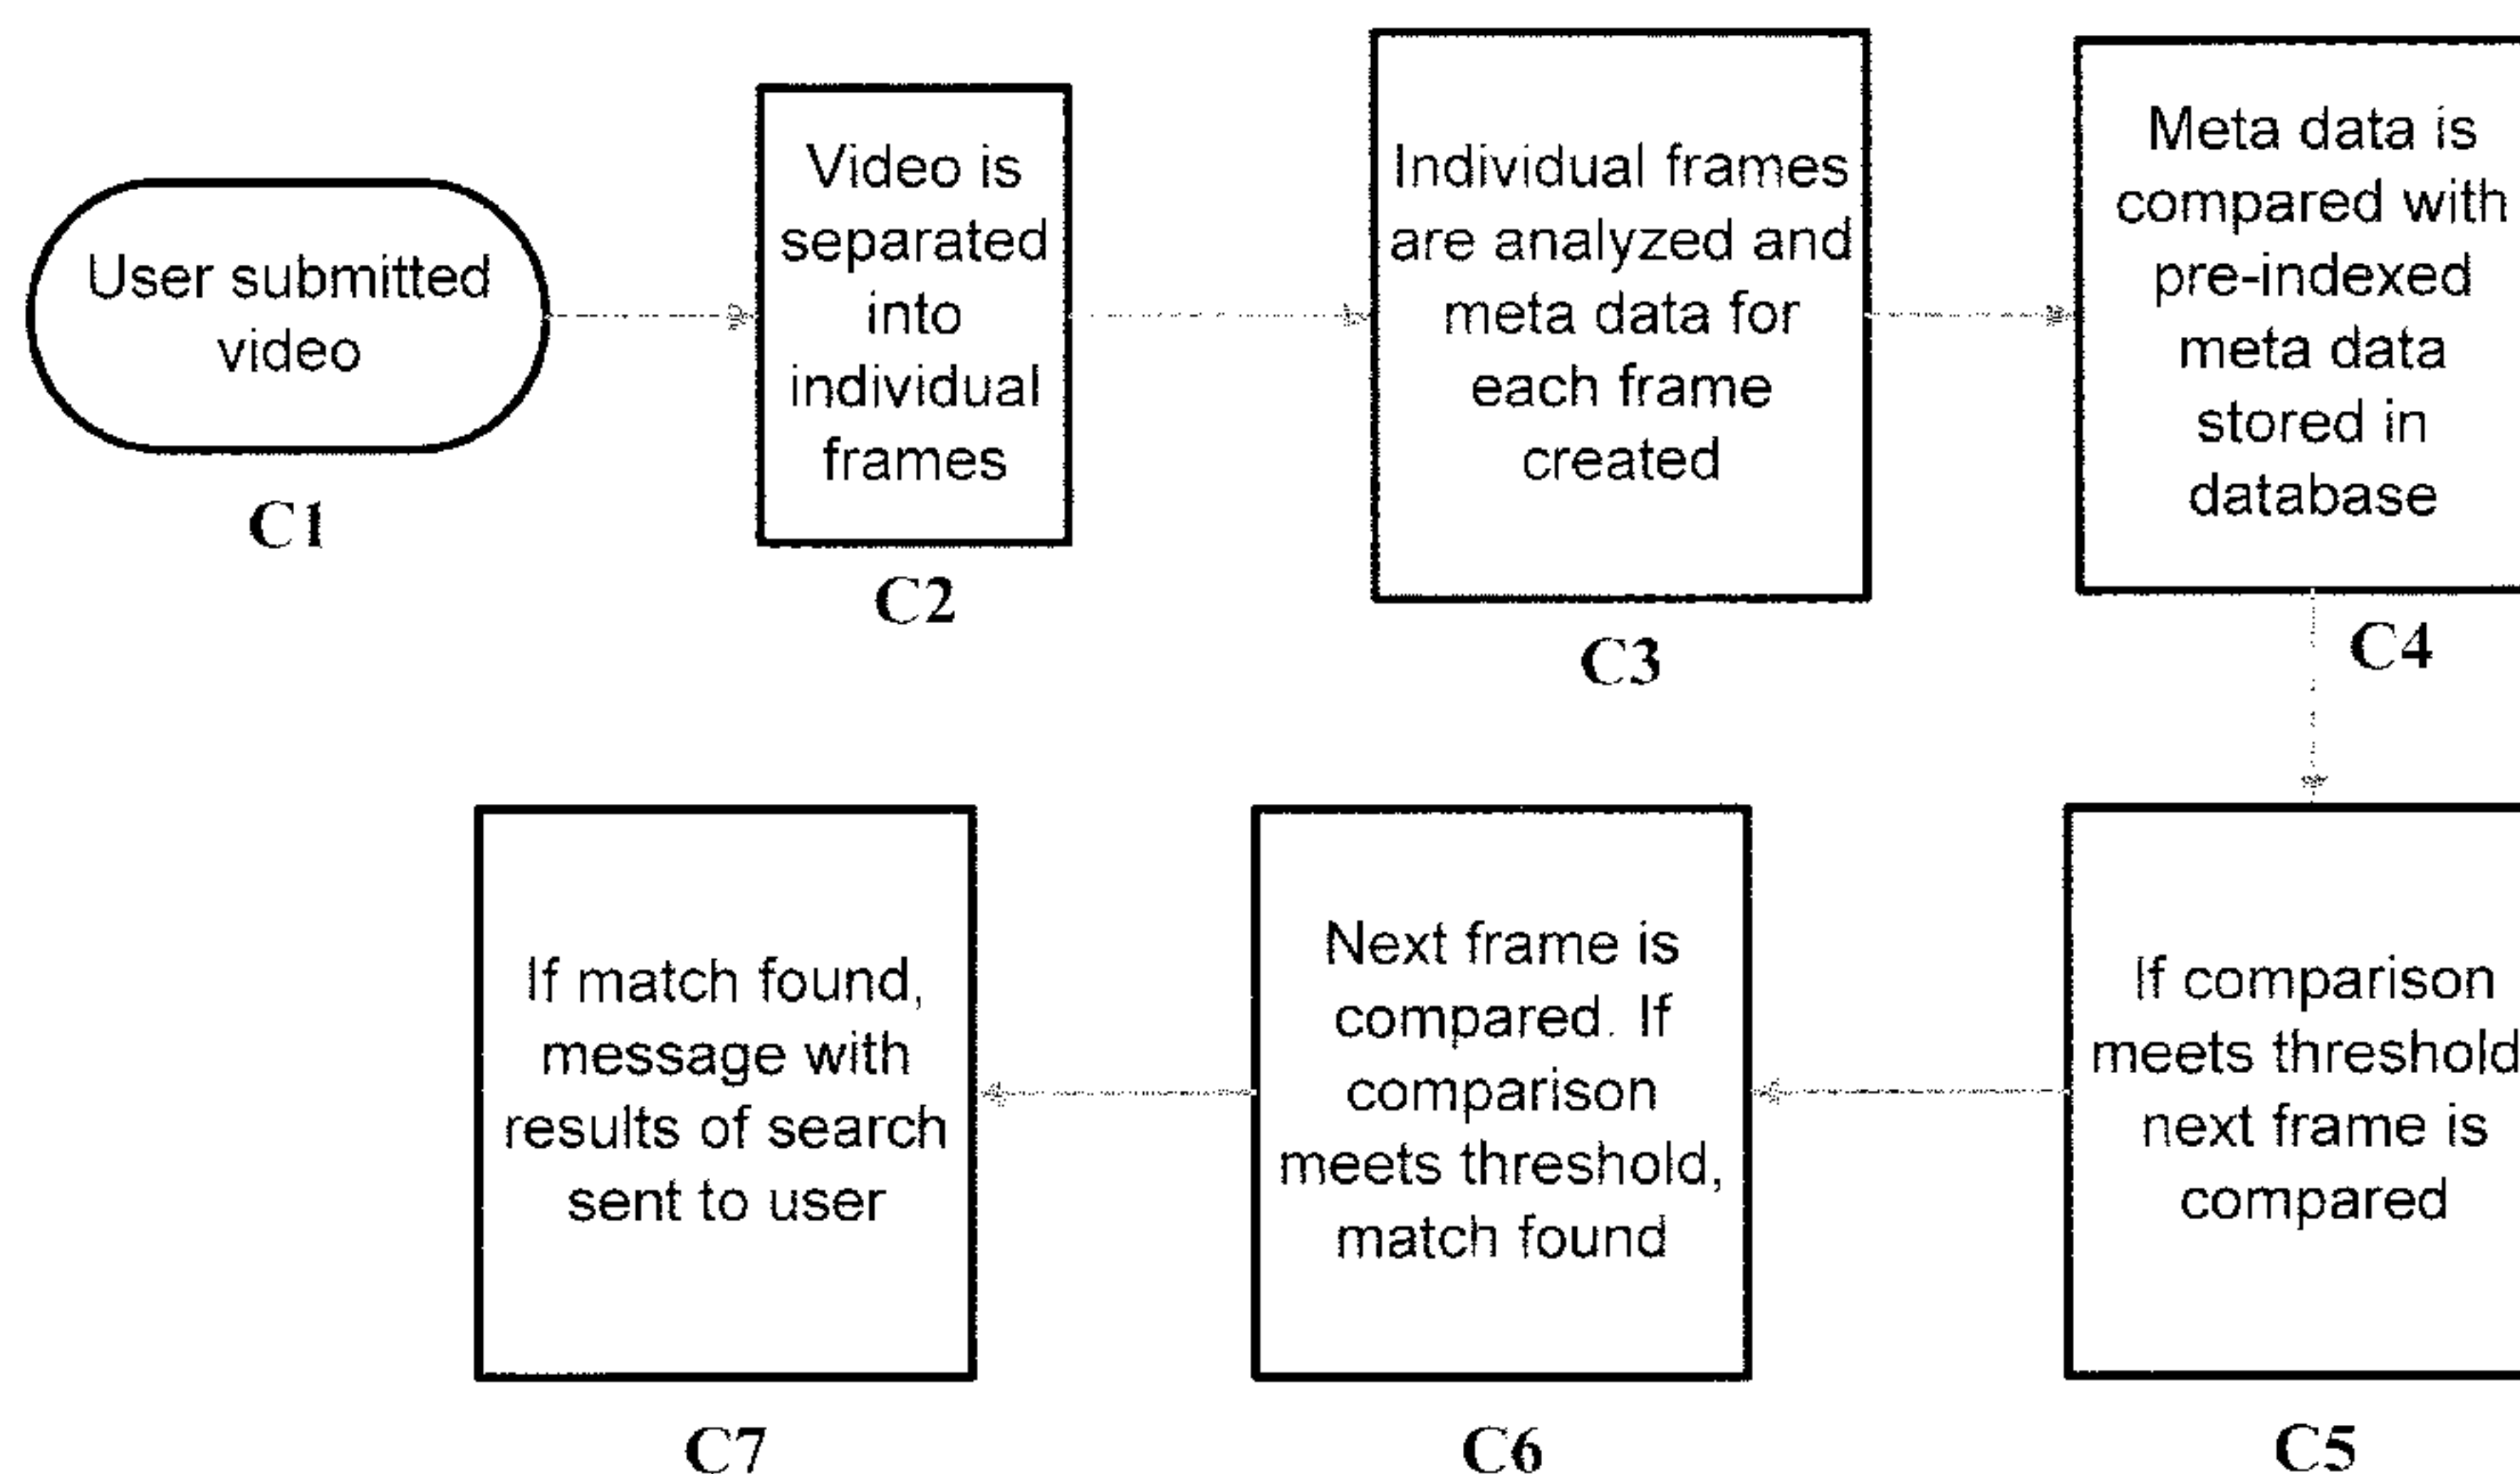 User submitted
video
C1
Video is
separated
into
individual
frames
C2
Individual frames
are analyzed and
meta data for
each frame
created
C3
Meta data is
compared with
pre-indexed
meta data
stored in
database
C4
If comparison
meets threshold
next frame is
compared
C5
Next frame is
compared. If
comparison
meets threshold,
match found
C6
If match found,
message with
results of search
sent to user
C7